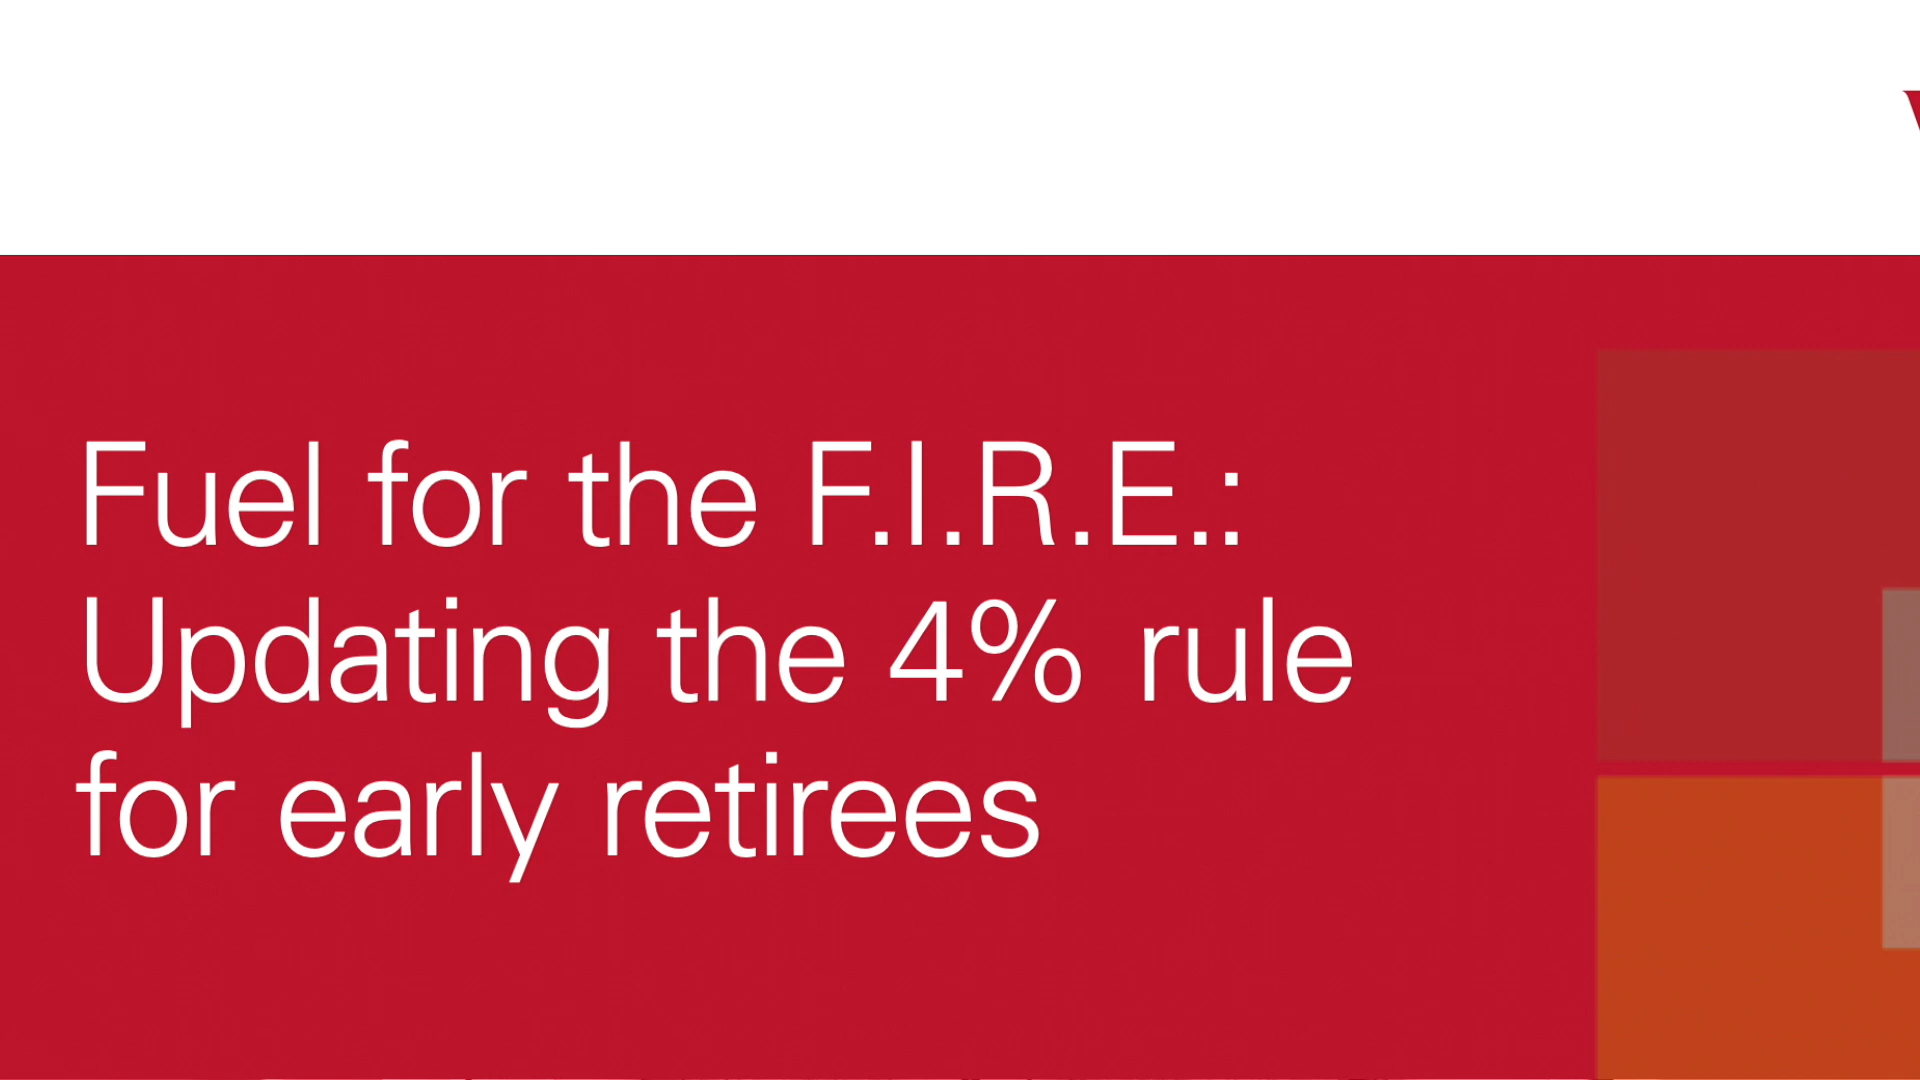 Fuel for the F.I.R.E.:
Updating the 4% rule
for early retirees